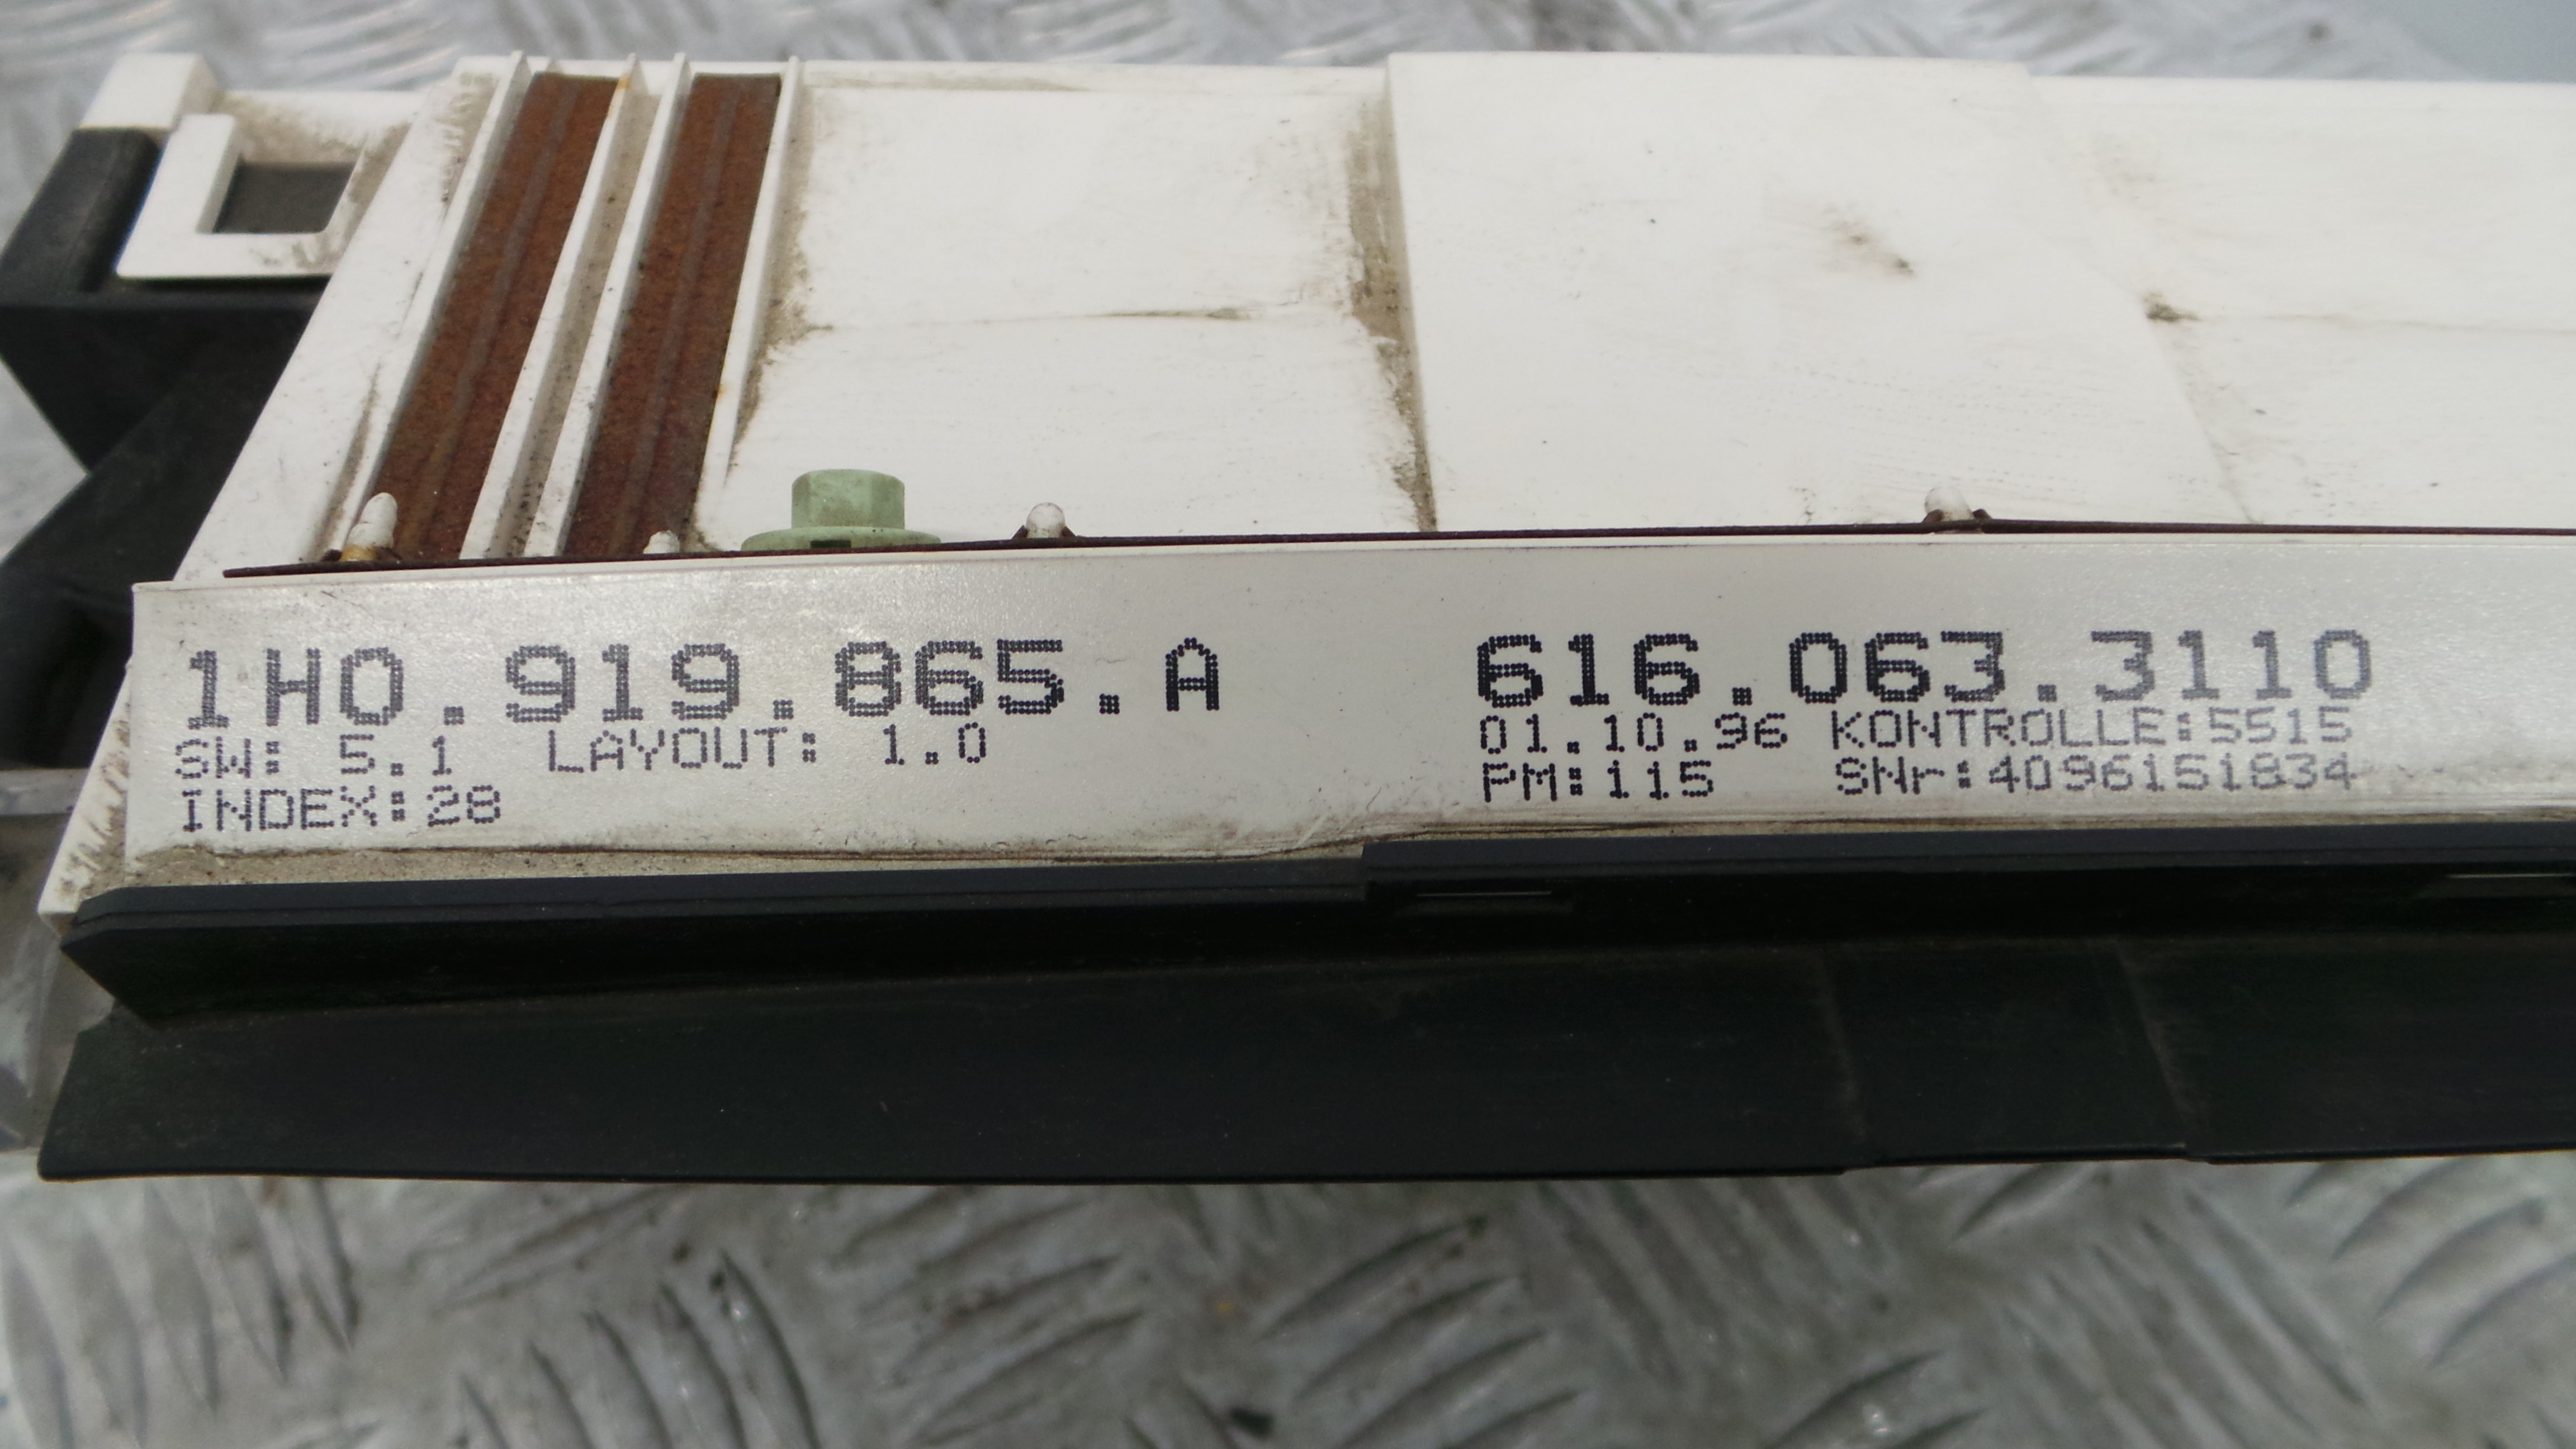 1H0.919.865.A 616.063.3110
SW: 5.1 LAYOUT: 1.0 01.10.96 KONTROLLE:5515
INDEX:28 PM:115 SNr:4096151834